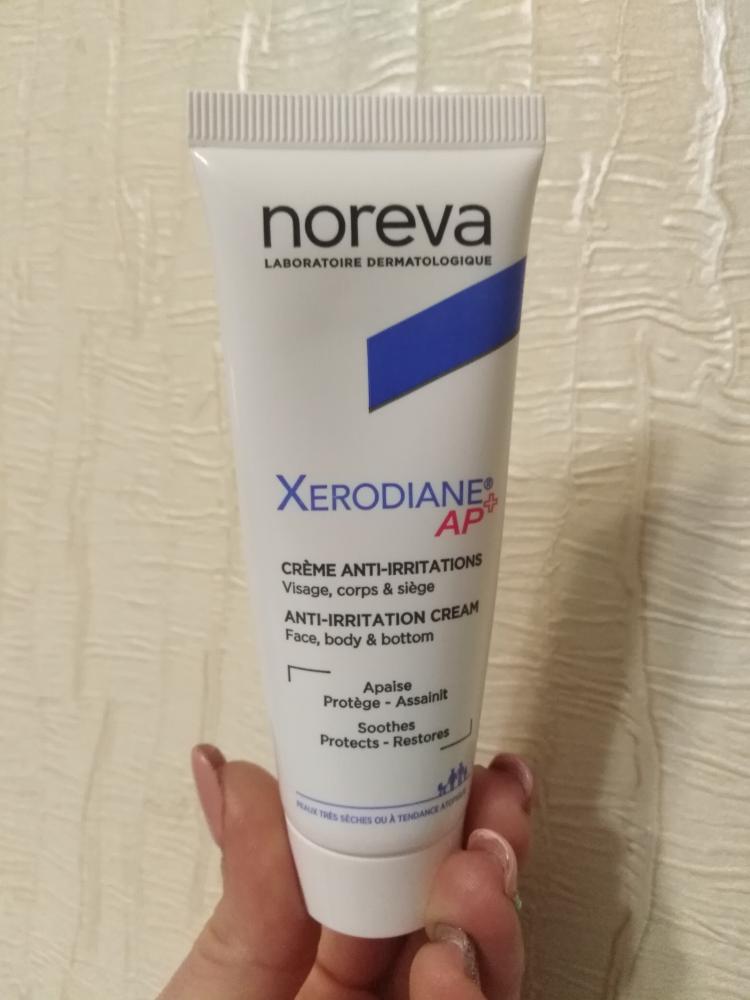 noreva
LABORATOIRE DERMATOLOGIQUE
XERODIANE®
AP+
CRÈME ANTI-IRRITATIONS
Visage, corps & siège
ANTI-IRRITATION CREAM
Face, body & bottom
Apaise
Protège - Assainit
Soothes
Protects - Restores
PEAUX TRÈS SÈCHES OU À TENDANCE ATOPIQUE